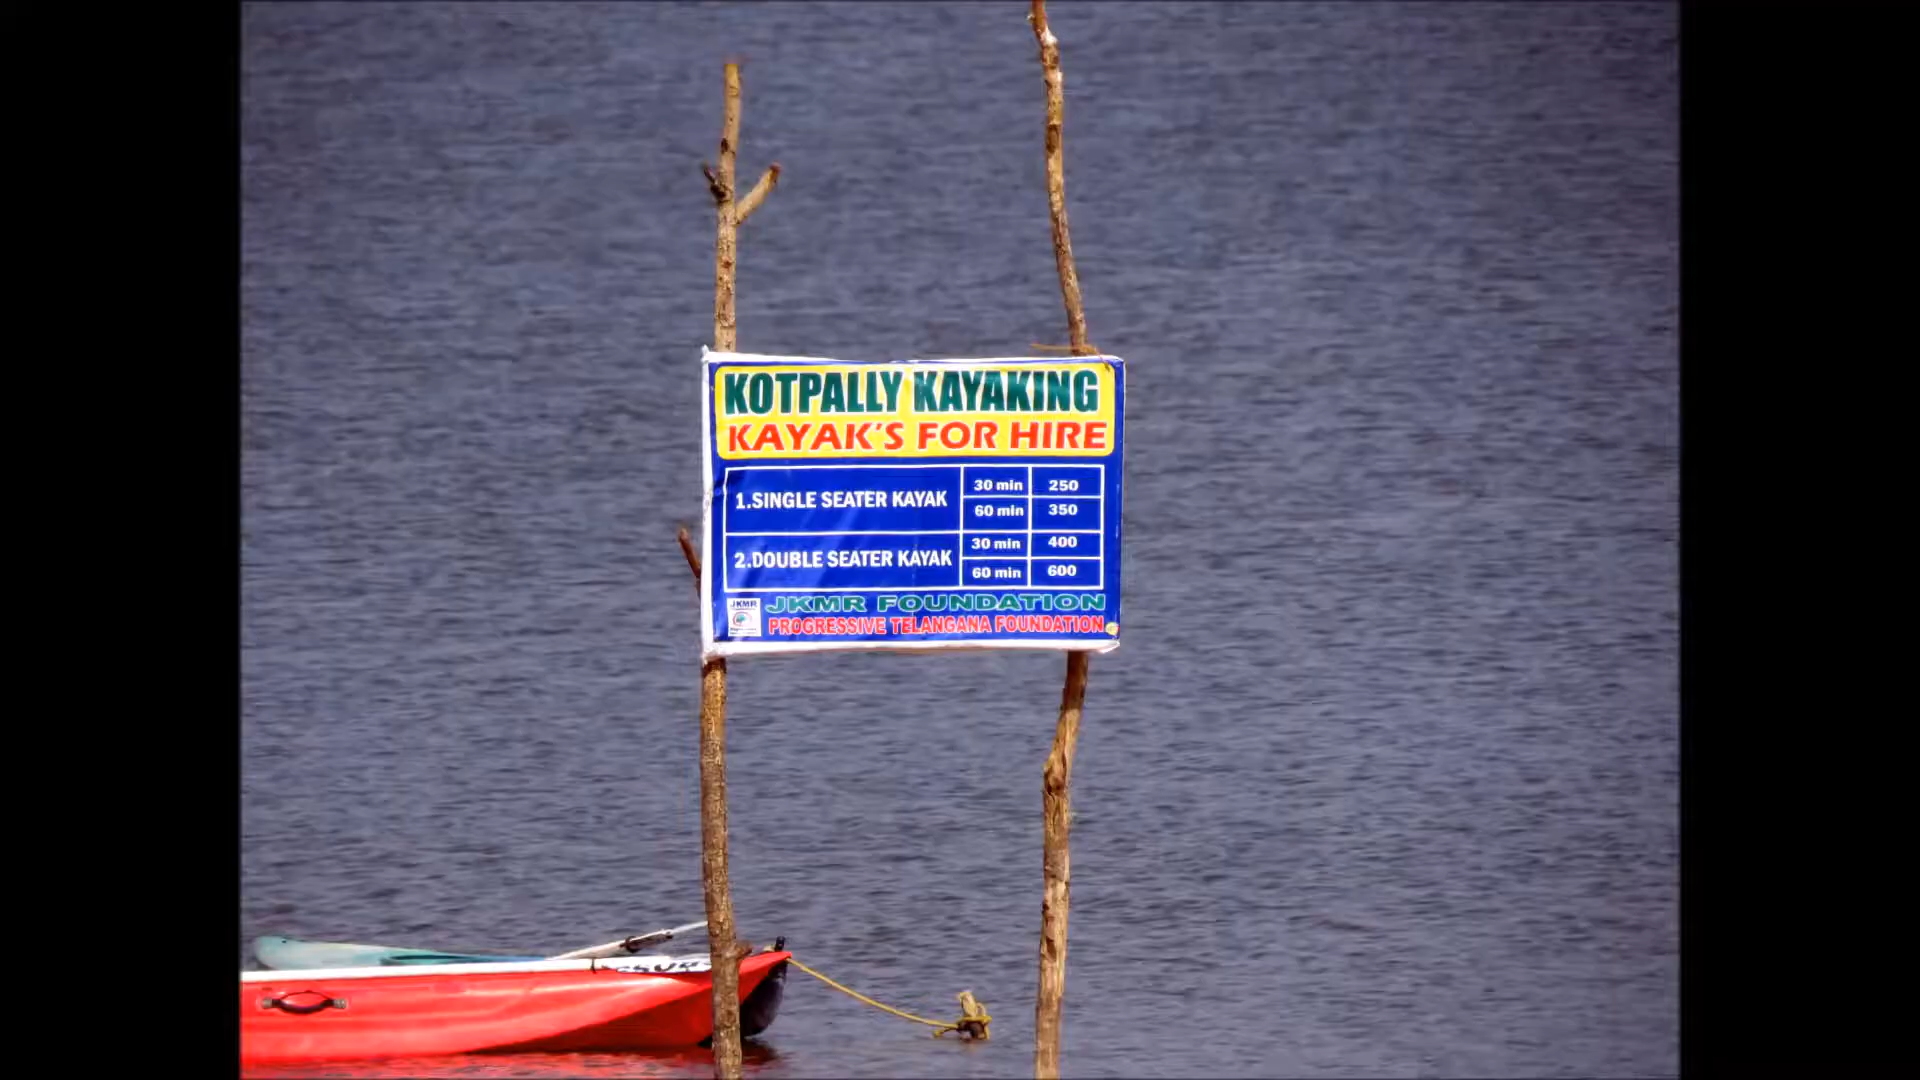 KOTPALLY KAYAKING
KAYAK'S FOR HIRE
1.SINGLE SEATER KAYAK
30 min 250
60 min 350
2.DOUBLE SEATER KAYAK
30 min 400
60 min 600
JKMR
JKMR FOUNDATION
PROGRESSIVE TELANGANA FOUNDATION